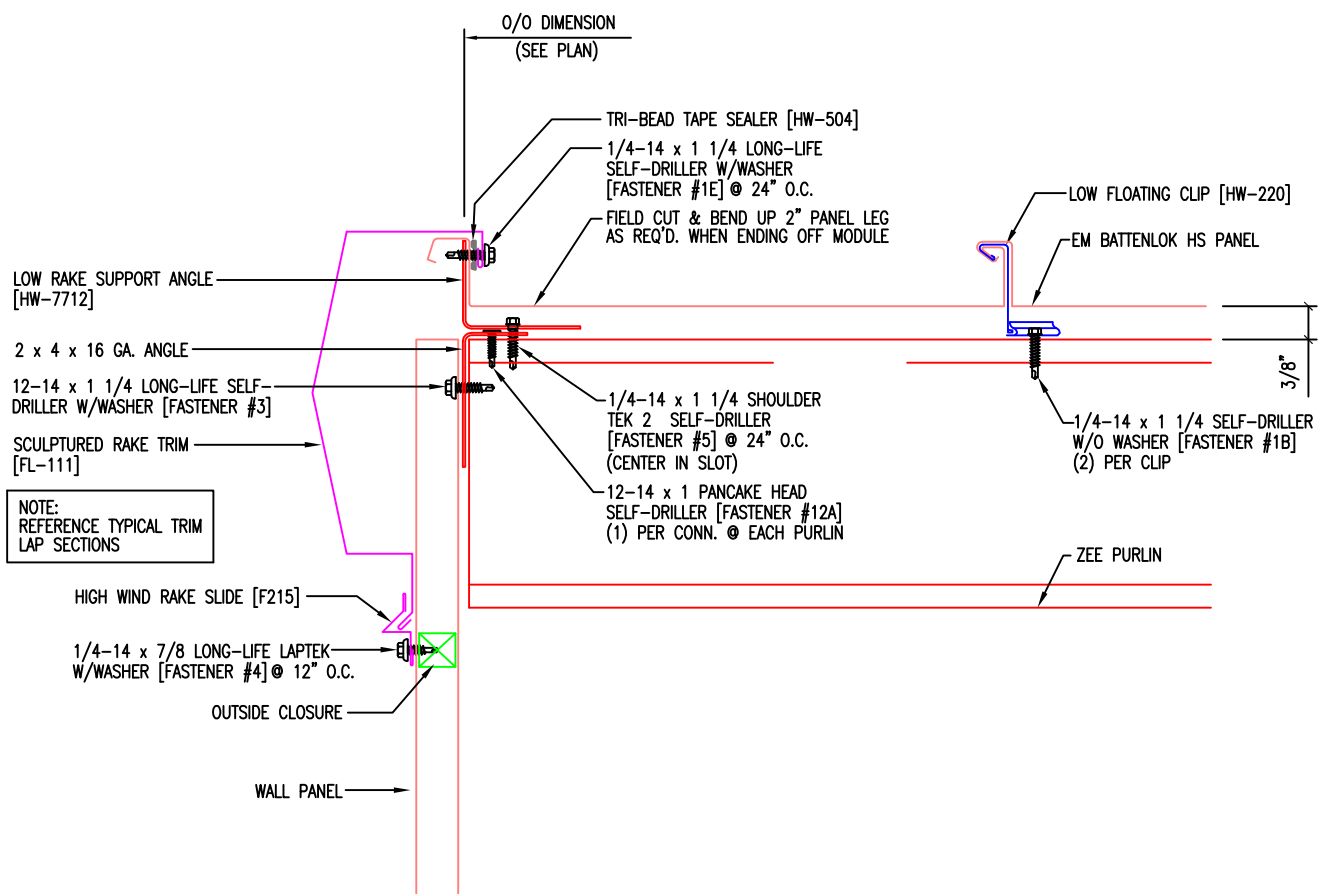 O/O DIMENSION
(SEE PLAN)
TRI-BEAD TAPE SEALER [HW-504]
1/4-14 x 1 1/4 LONG-LIFE
SELF-DRILLER W/WASHER
[FASTENER #1E] @ 24" O.C.
FIELD CUT & BEND UP 2" PANEL LEG
AS REQ'D. WHEN ENDING OFF MODULE
LOW FLOATING CLIP [HW-220]
EM BATTENLOK HS PANEL
LOW RAKE SUPPORT ANGLE
[HW-7712]
2 x 4 x 16 GA. ANGLE
12-14 x 1 1/4 LONG-LIFE SELF-
DRILLER W/WASHER [FASTENER #3]
SCULPTURED RAKE TRIM
[FL-111]
NOTE:
REFERENCE TYPICAL TRIM
LAP SECTIONS
1/4-14 x 1 1/4 SHOULDER
TEK 2 SELF-DRILLER
[FASTENER #5] @ 24" O.C.
(CENTER IN SLOT)
12-14 x 1 PANCAKE HEAD
SELF-DRILLER [FASTENER #12A]
(1) PER CONN. @ EACH PURLIN
3/8"
1/4-14 x 1 1/4 SELF-DRILLER
W/O WASHER [FASTENER #1B]
(2) PER CLIP
ZEE PURLIN
HIGH WIND RAKE SLIDE [F215]
1/4-14 x 7/8 LONG-LIFE LAPTEK
W/WASHER [FASTENER #4] @ 12" O.C.
OUTSIDE CLOSURE
WALL PANEL